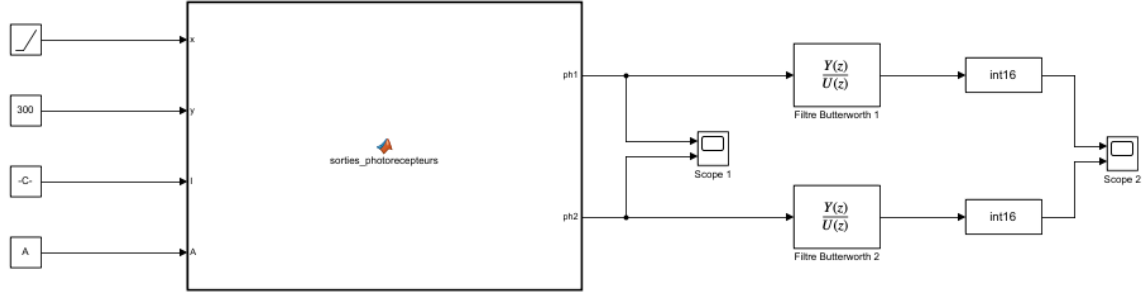 x
300
y
-C-
I
A
A
sorties_photorecepteurs
ph1
ph2
Scope 1
Y(z)
U(z)
Filtre Butterworth 1
int16
Y(z)
U(z)
Filtre Butterworth 2
int16
Scope 2